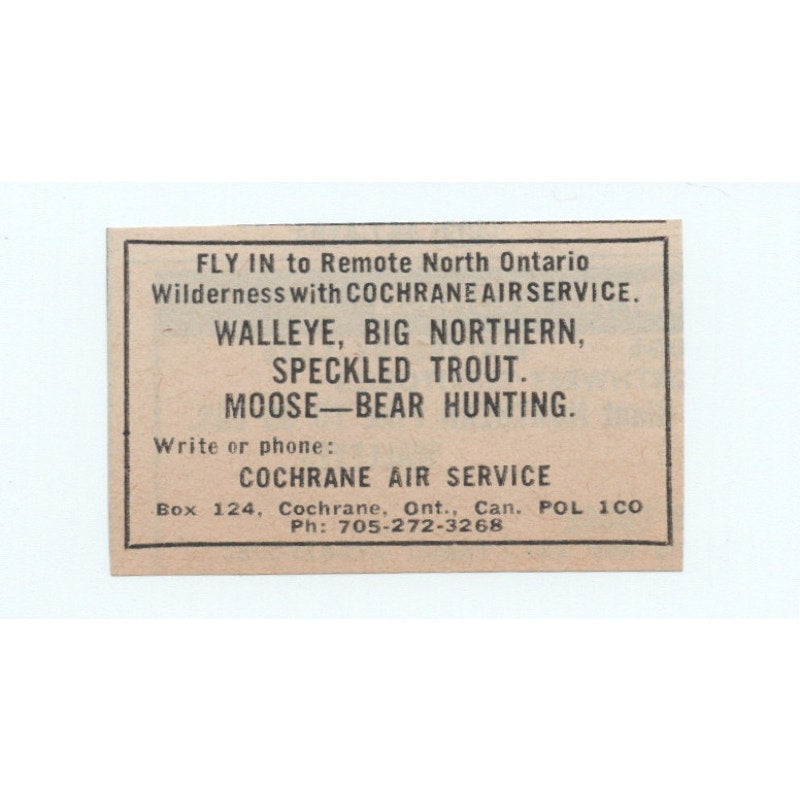 FLY IN to Remote North Ontario
Wilderness with COCHRANE AIR SERVICE.
WALLEYE, BIG NORTHERN,
SPECKLED TROUT.
MOOSE—BEAR HUNTING.
Write or phone:
COCHRANE AIR SERVICE
Box 124, Cochrane, Ont., Can. POL 1CO
Ph: 705-272-3268